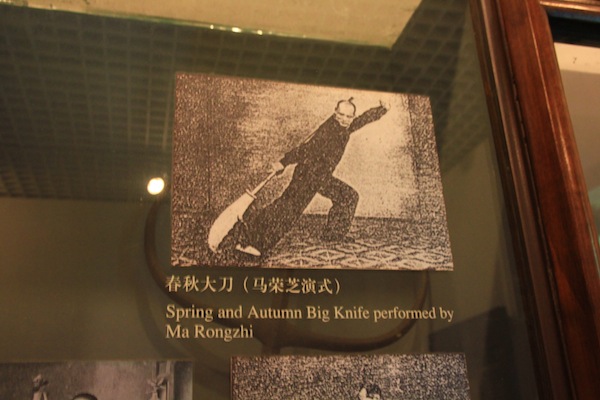 春秋大刀（马荣芝演式）
Spring and Autumn Big Knife performed by
Ma Rongzhi